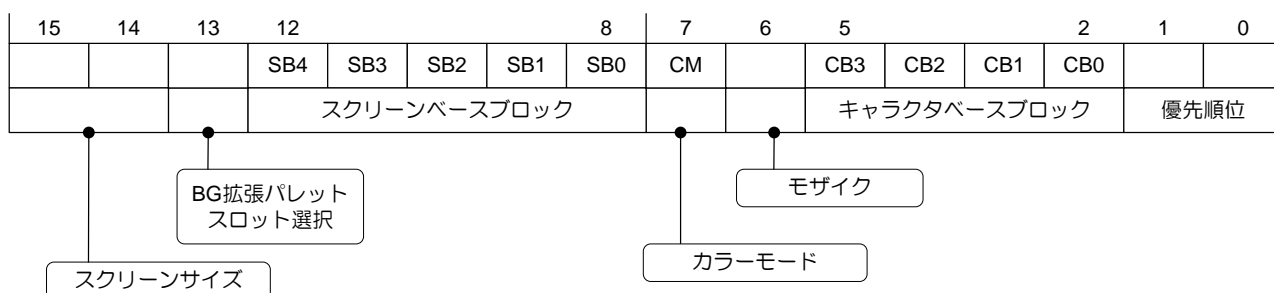 15 14 13 12 8 7 6 5 2 1 0
SB4 SB3 SB2 SB1 SB0 CM CB3 CB2 CB1 CB0
スクリーンベースブロック キャラクタベースブロック 優先順位
BG拡張パレット
スロット選択
モザイク
カラーモード
スクリーンサイズ